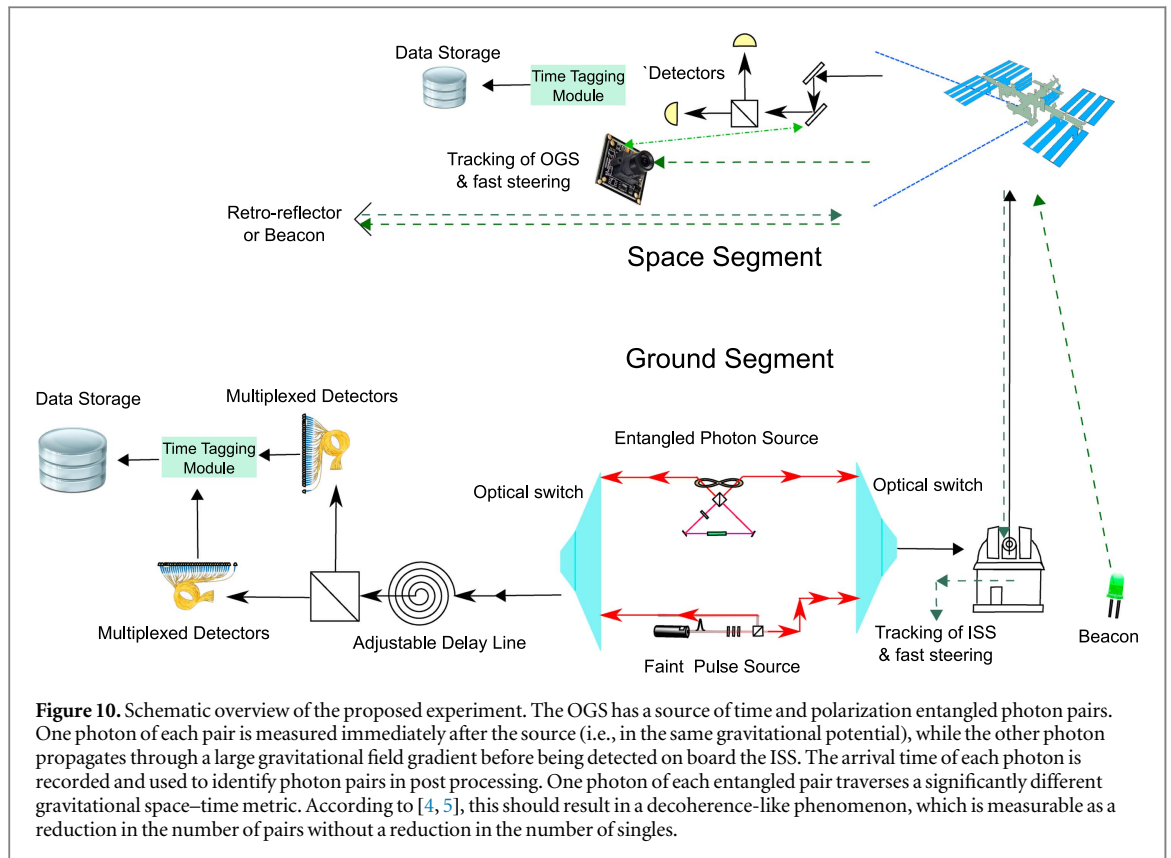 Data Storage
Time Tagging
Module
`Detectors
Tracking of OGS
& fast steering
Retro-reflector
or Beacon
Space Segment
Ground Segment
Data Storage
Multiplexed Detectors
Time Tagging
Module
Entangled Photon Source
Optical switch
Optical switch
Multiplexed Detectors
Adjustable Delay Line
Faint Pulse Source
Tracking of ISS
& fast steering
Beacon
Figure 10. Schematic overview of the proposed experiment. The OGS has a source of time and polarization entangled photon pairs.
One photon of each pair is measured immediately after the source (i.e., in the same gravitational potential), while the other photon
propagates through a large gravitational field gradient before being detected on board the ISS. The arrival time of each photon is
recorded and used to identify photon pairs in post processing. One photon of each entangled pair traverses a significantly different
gravitational space–time metric. According to [4, 5], this should result in a decoherence-like phenomenon, which is measurable as a
reduction in the number of pairs without a reduction in the number of singles.